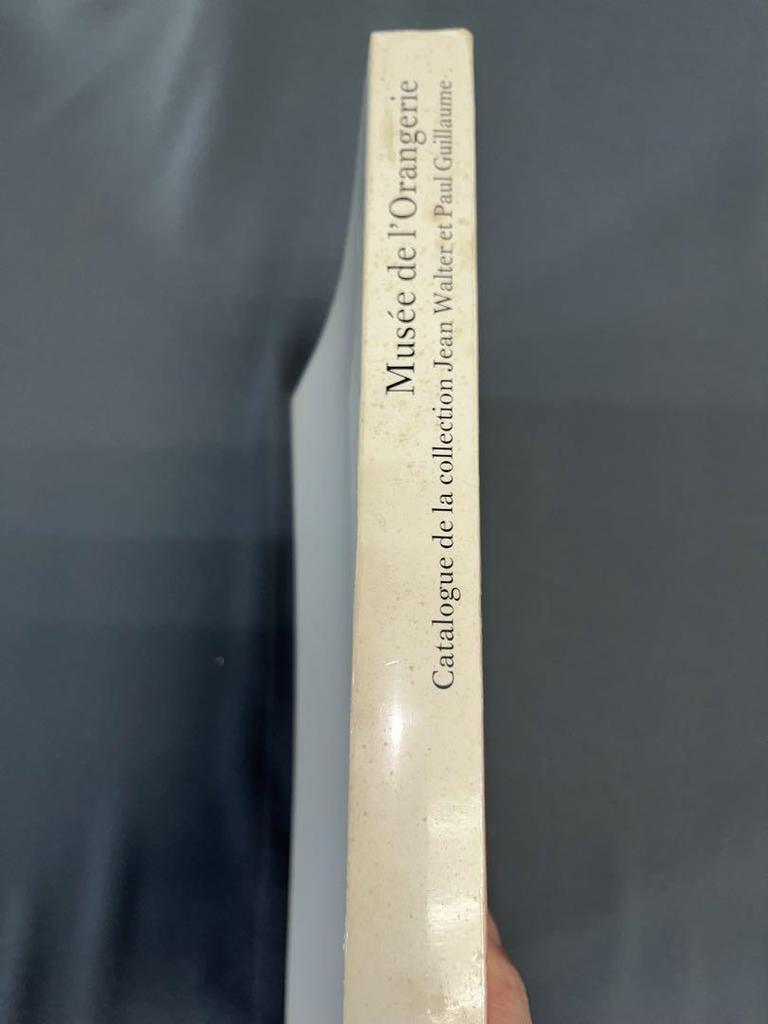 Musée de l'Orangerie
Catalogue de la collection Jean Walter et Paul Guillaume